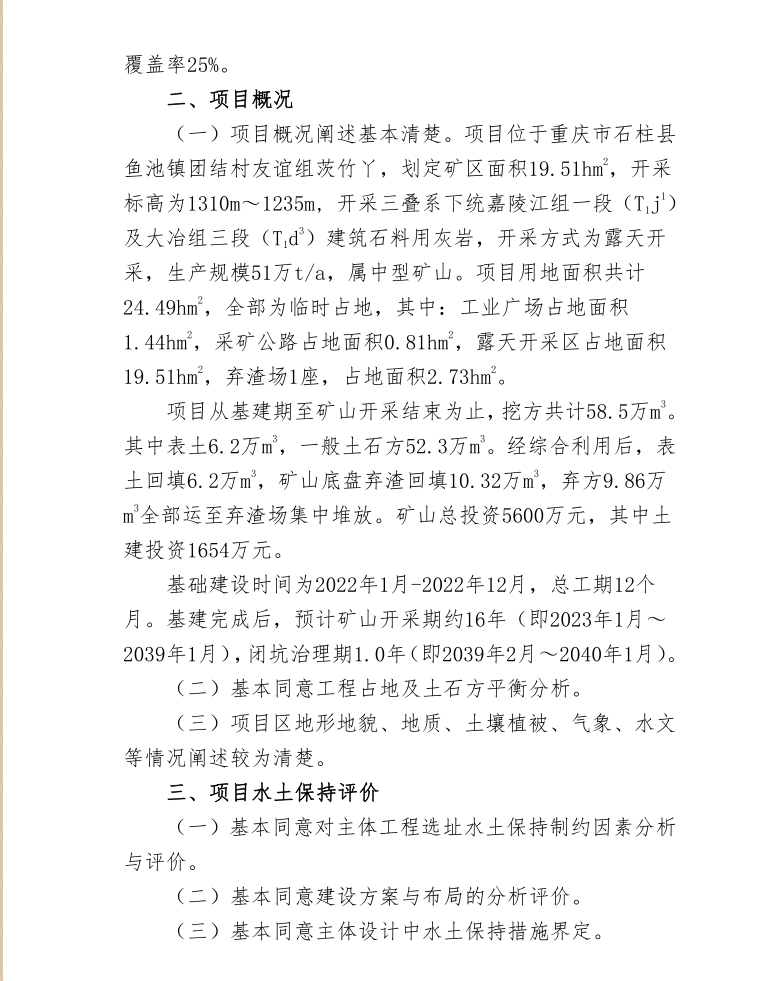 覆盖率25%。
二、项目概况
（一）项目概况阐述基本清楚。项目位于重庆市石柱县
鱼池镇团结村友谊组茨竹丫，划定矿区面积19.51hm²，开采
标高为1310m～1235m，开采三叠系下统嘉陵江组一段（T₁j¹）
及大冶组三段（T₁d³）建筑石料用灰岩，开采方式为露天开
采，生产规模51万t/a，属中型矿山。项目用地面积共计
24.49hm²，全部为临时占地，其中：工业广场占地面积
1.44hm²，采矿公路占地面积0.81hm²，露天开采区占地面积
19.51hm²，弃渣场1座，占地面积2.73hm²。
项目从基建期至矿山开采结束为止，挖方共计58.5万m³。
其中表土6.2万m³，一般土石方52.3万m³。经综合利用后，表
土回填6.2万m³，矿山底盘弃渣回填10.32万m³，弃方9.86万
m³全部运至弃渣场集中堆放。矿山总投资5600万元，其中土
建投资1654万元。
基础建设时间为2022年1月-2022年12月，总工期12个
月。基建完成后，预计矿山开采期约16年（即2023年1月～
2039年1月），闭坑治理期1.0年（即2039年2月～2040年1月）。
（二）基本同意工程占地及土石方平衡分析。
（三）项目区地形地貌、地质、土壤植被、气象、水文
等情况阐述较为清楚。
三、项目水土保持评价
（一）基本同意对主体工程选址水土保持制约因素分析
与评价。
（二）基本同意建设方案与布局的分析评价。
（三）基本同意主体设计中水土保持措施界定。